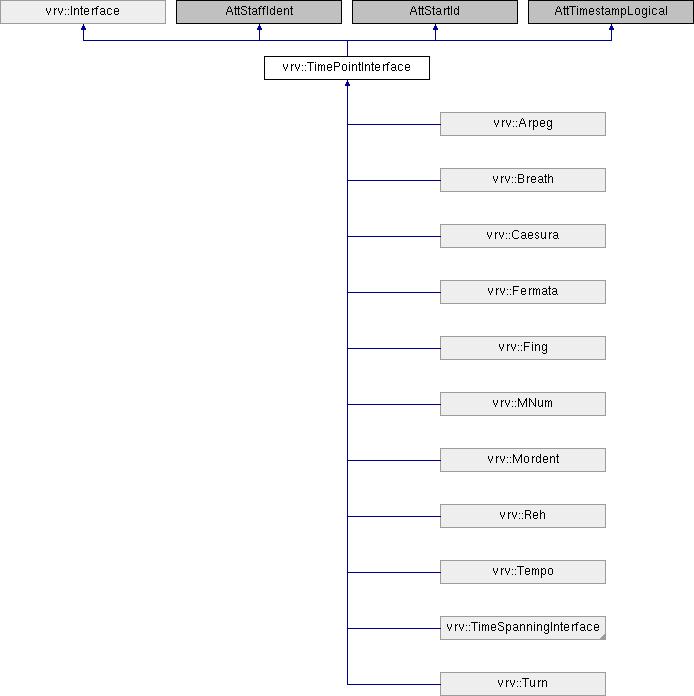 vrv::Interface AttStaffIdent AttStartId AttTimestampLogical
vrv::TimePointInterface
vrv::Arpeg
vrv::Breath
vrv::Caesura
vrv::Fermata
vrv::Fing
vrv::MNum
vrv::Mordent
vrv::Reh
vrv::Tempo
vrv::TimeSpanningInterface
vrv::Turn